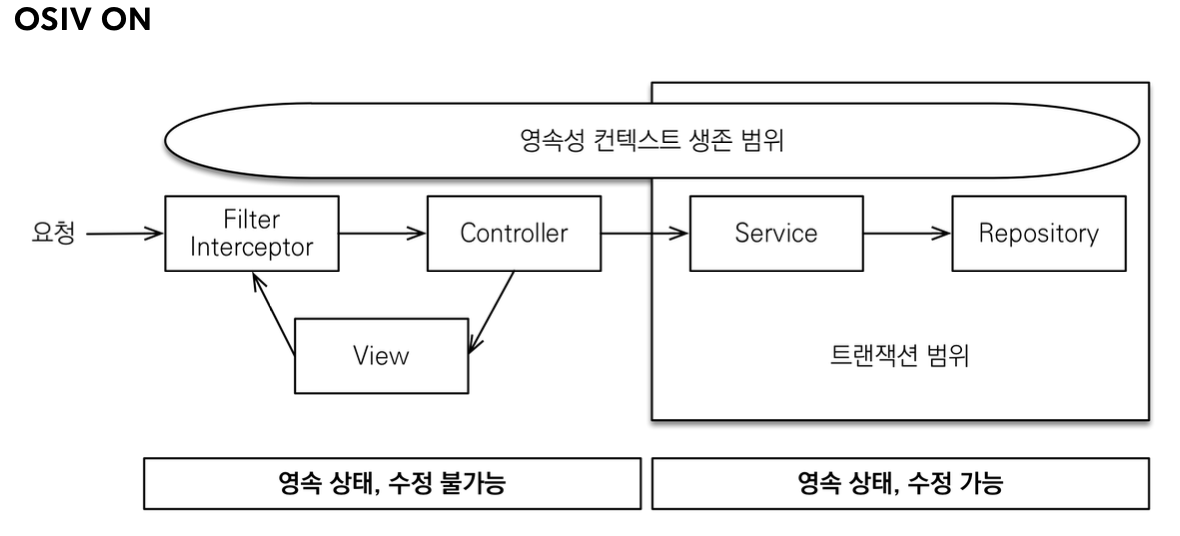 OSIV ON
영속성 컨텍스트 생존 범위
요청
Filter
Interceptor
Controller
Service
Repository
View
트랜잭션 범위
영속 상태, 수정 불가능
영속 상태, 수정 가능